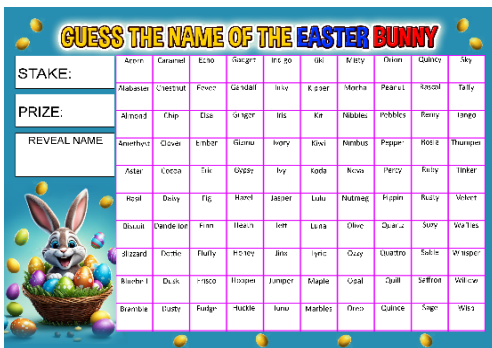 GUESS THE NAME OF THE EASTER BUNNY
STAKE:
PRIZE:
REVEAL NAME
Acorn Caramel Echo Gadget Indigo Kiki Misty Orion Quincy Sky
Alabaster Chestnut Gandalf Inky Kipper Mocha Peanut Rascal Taffy
Almond Chip Elsa Ginger Iris Kit Nibbles Pebbles Remy Tango
Amethyst Clover Ember Gizmo Ivory Kiwi Nimbus Pepper Rosie Thumper
Aster Cocoa Eric Gypsy Ivy Koda Nova Percy Ruby Tinker
Basil Daisy Fig Hazel Jasper Lulu Nutmeg Pippin Rusty Velvet
Biscuit Dandelion Finn Heath Jett Luna Olive Quartz Suzy Waffles
Blizzard Dottie Fluffy Honey Jinx Lyric Ozzy Quattro Sable Whisper
Bluebell Dusk Frisco Hopper Juniper Maple Opal Quill Saffron Willow
Bramble Dusty Fudge Huckle Juno Marbles Oreo Quince Sage Wisp